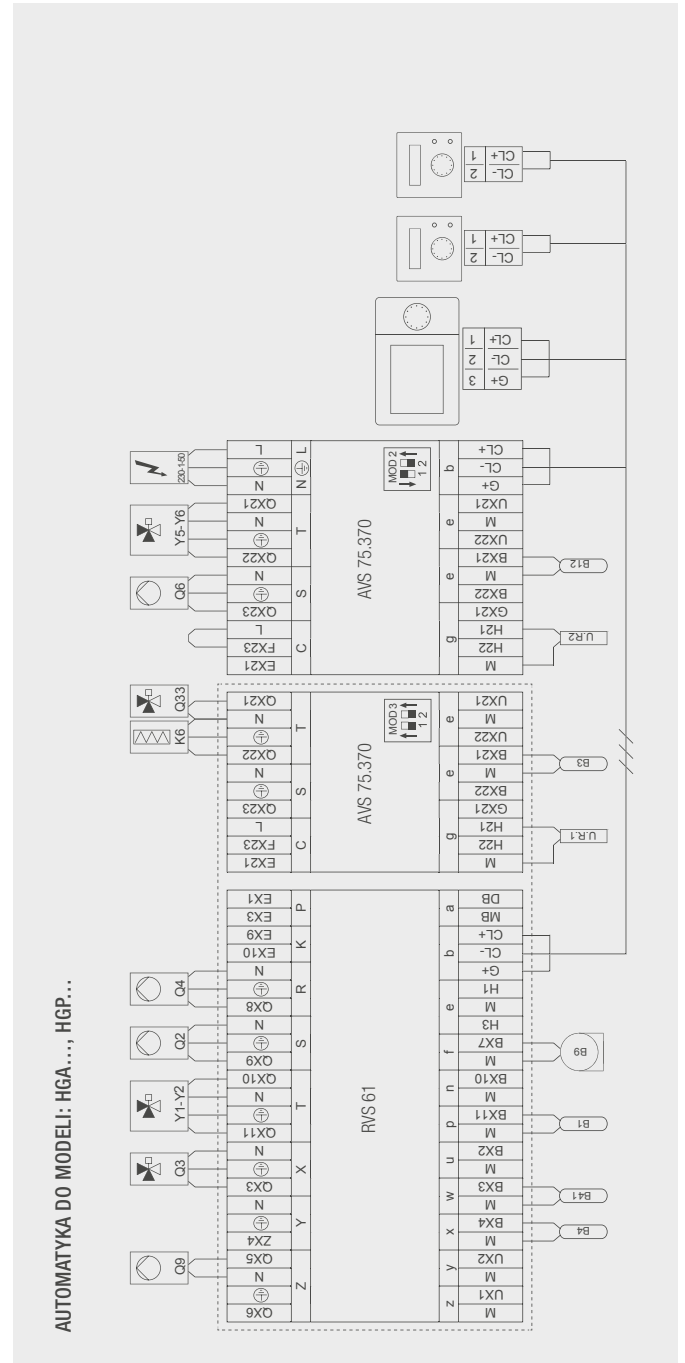 AUTOMATYKA DO MODELI: HGA..., HGP...
Q9
Q3
Y1-Y2
Q2
Q4
K6
Q33
Q6
Y5-Y6
230-1-50
QX6
N
QX5
ZX4
N
QX3
N
QX11
N
QX10
QX9
N
QX8
N
EX10
EX9
EX3
EX1
Z
Y
X
T
S
R
K
P
RVS 61
z
y
x
w
u
p
n
f
e
b
a
M
UX1
M
UX2
M
BX4
M
BX3
M
BX2
M
BX11
M
BX10
M
BX7
H3
M
H1
G+
CL-
CL+
MB
DB
B4
B41
B1
B9
EX21
FX23
L
QX23
N
QX22
N
QX21
C
S
T
AVS 75.370
MOD3
1 2
g
e
e
M
H22
H21
GX21
BX22
M
BX21
UX22
M
UX21
U.R.1
B3
EX21
FX23
L
QX23
N
QX22
N
QX21
N
L
C
S
T
N
L
AVS 75.370
MOD 2
1 2
g
e
e
b
M
H22
H21
GX21
BX22
M
BX21
UX22
M
UX21
G+
CL-
CL+
U.R2
B12
3 2 1
G+ CL- CL+
2 1
CL- CL+
2 1
CL- CL+